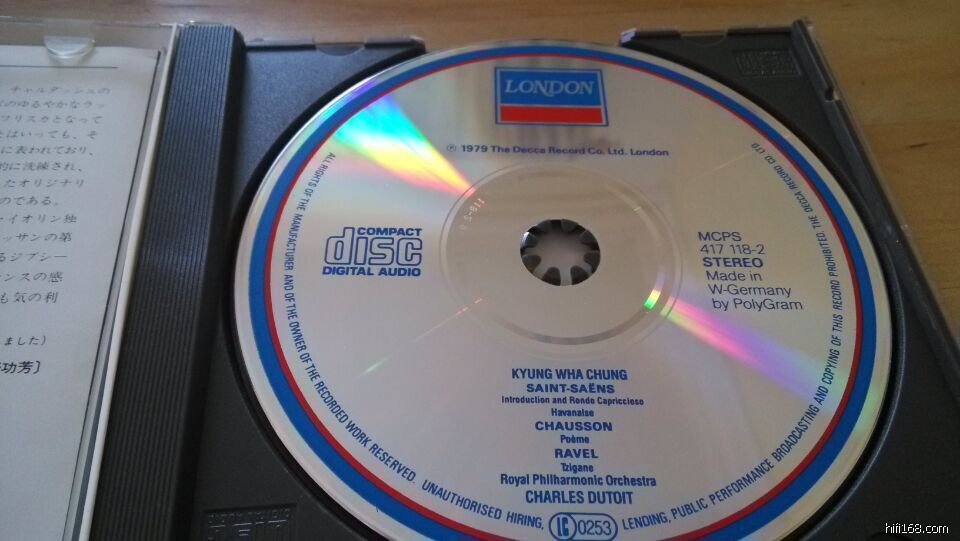 チャルダッシュの
のゆるやかなラッ
フリスカとなって
はいっても、そ
に表われており、
的に洗練され、
たオリジナリ
のである。
イオリン独
ッサンの第
るジプシー
ンスの感
も気の利
ました)
功芳]
LONDON
℗ 1979 The Decca Record Co. Ltd. London
COMPACT
disc
DIGITAL AUDIO
MCPS
417 118-2
STEREO
Made in
W-Germany
by PolyGram
KYUNG WHA CHUNG
SAINT-SAËNS
Introduction and Rondo Capriccioso
Havanaise
CHAUSSON
Poème
RAVEL
Tzigane
Royal Philharmonic Orchestra
CHARLES DUTOIT
ALL RIGHTS OF THE MANUFACTURER AND OF THE OWNER OF THE RECORDED WORK RESERVED. UNAUTHORISED HIRING, LENDING, PUBLIC PERFORMANCE BROADCASTING AND COPYING OF THIS RECORD PROHIBITED. THE DECCA RECORD CO. LTD
LC 0253
hifi168.com